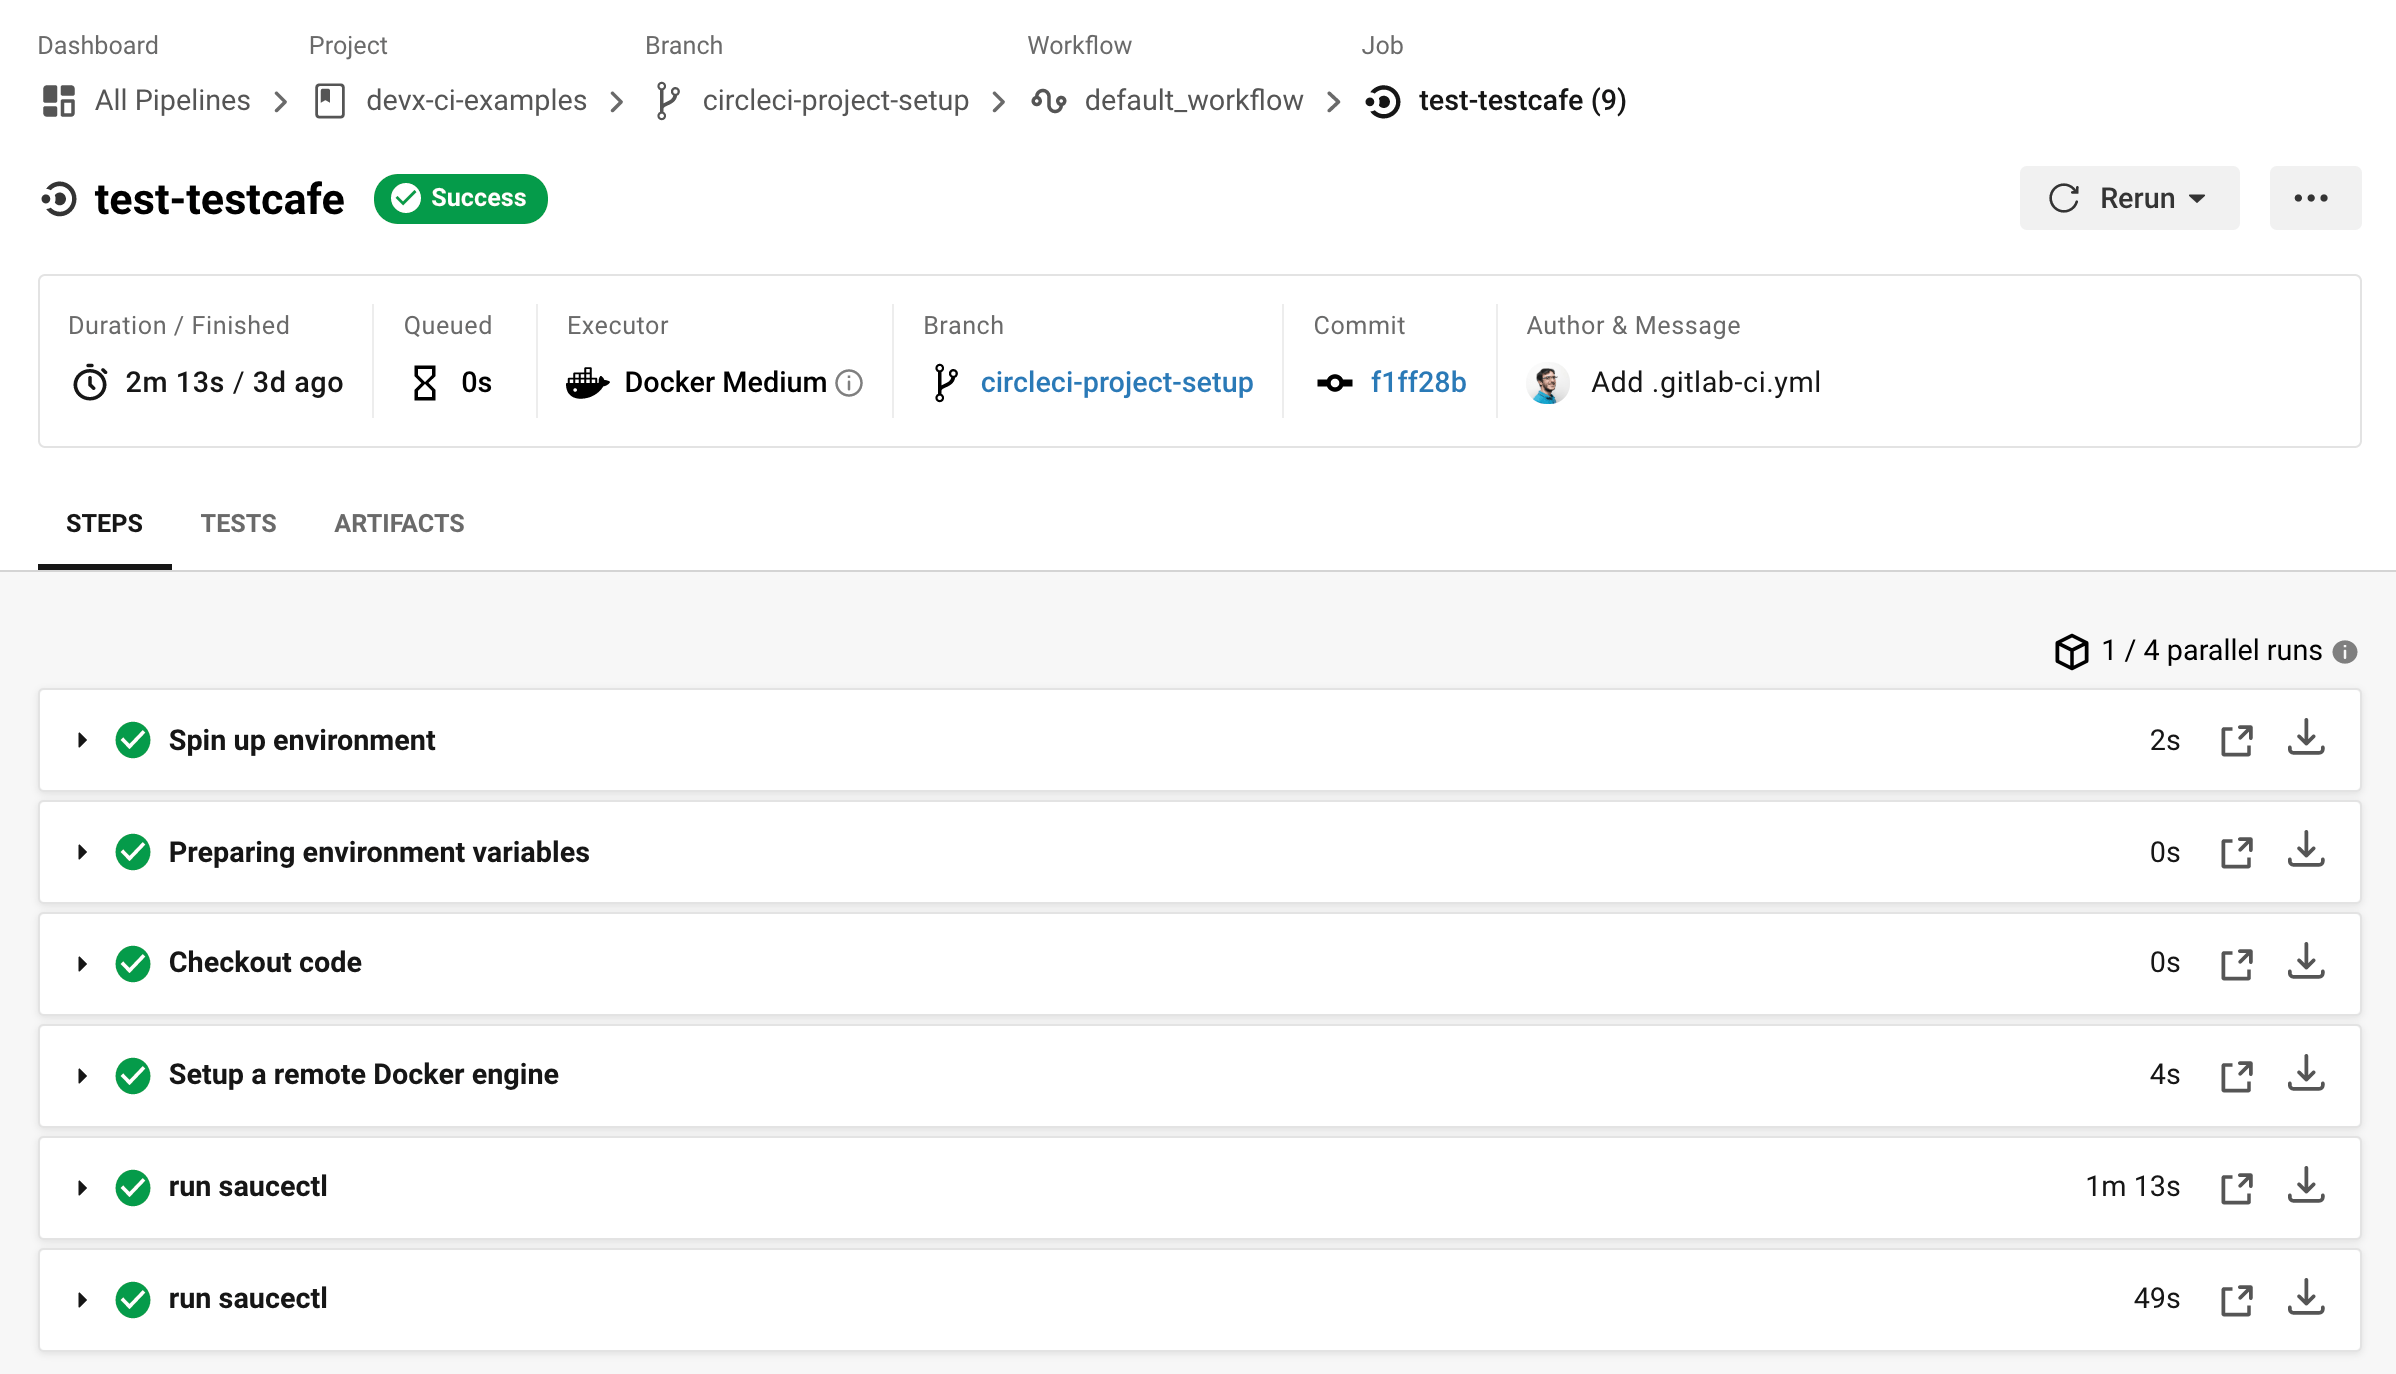 Dashboard Project Branch Workflow Job
All Pipelines devx-ci-examples circleci-project-setup default_workflow test-testcafe (9)
test-testcafe Success Rerun
Duration / Finished Queued Executor Branch Commit Author & Message
2m 13s / 3d ago 0s Docker Medium circleci-project-setup f1ff28b Add .gitlab-ci.yml
STEPS TESTS ARTIFACTS
1 / 4 parallel runs
Spin up environment 2s
Preparing environment variables 0s
Checkout code 0s
Setup a remote Docker engine 4s
run saucectl 1m 13s
run saucectl 49s